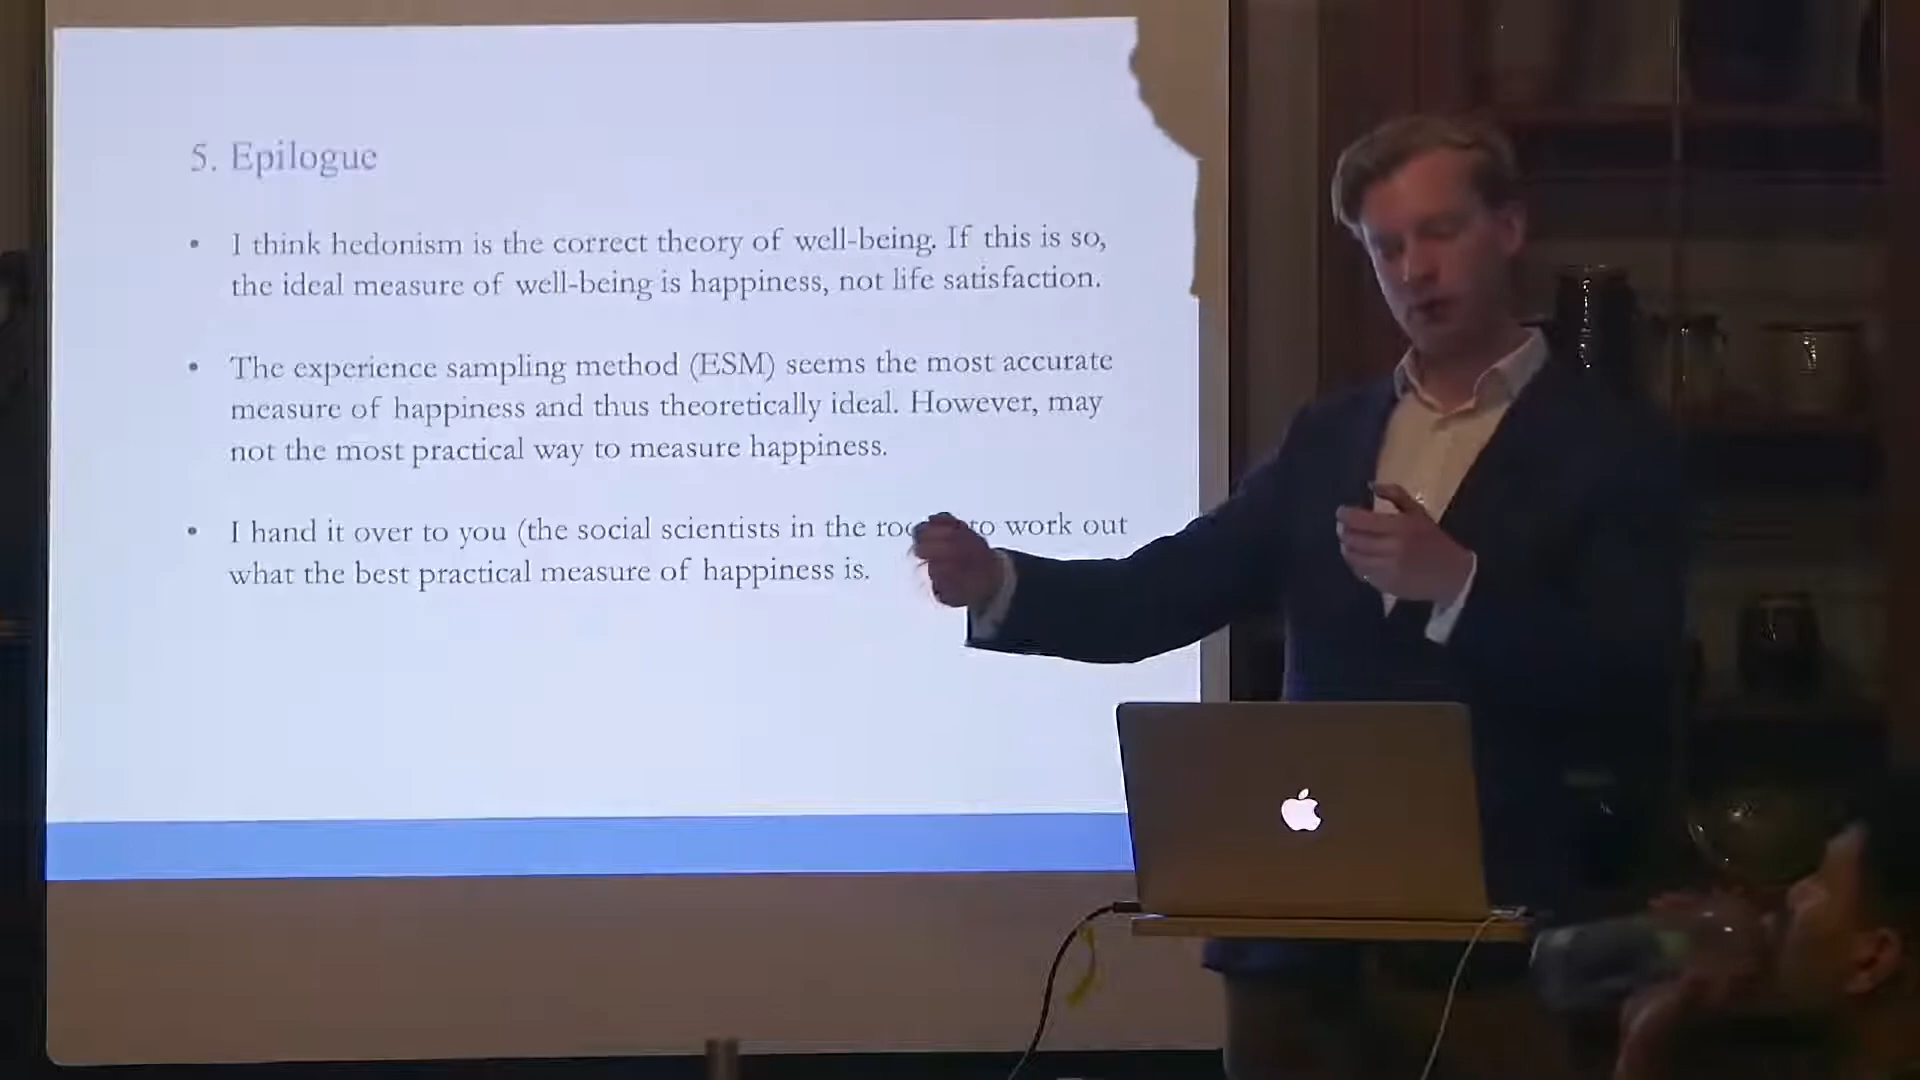 5. Epilogue
• I think hedonism is the correct theory of well-being. If this is so,
the ideal measure of well-being is happiness, not life satisfaction.
• The experience sampling method (ESM) seems the most accurate
measure of happiness and thus theoretically ideal. However, may
not the most practical way to measure happiness.
• I hand it over to you (the social scientists in the to work out
what the best practical measure of happiness is.